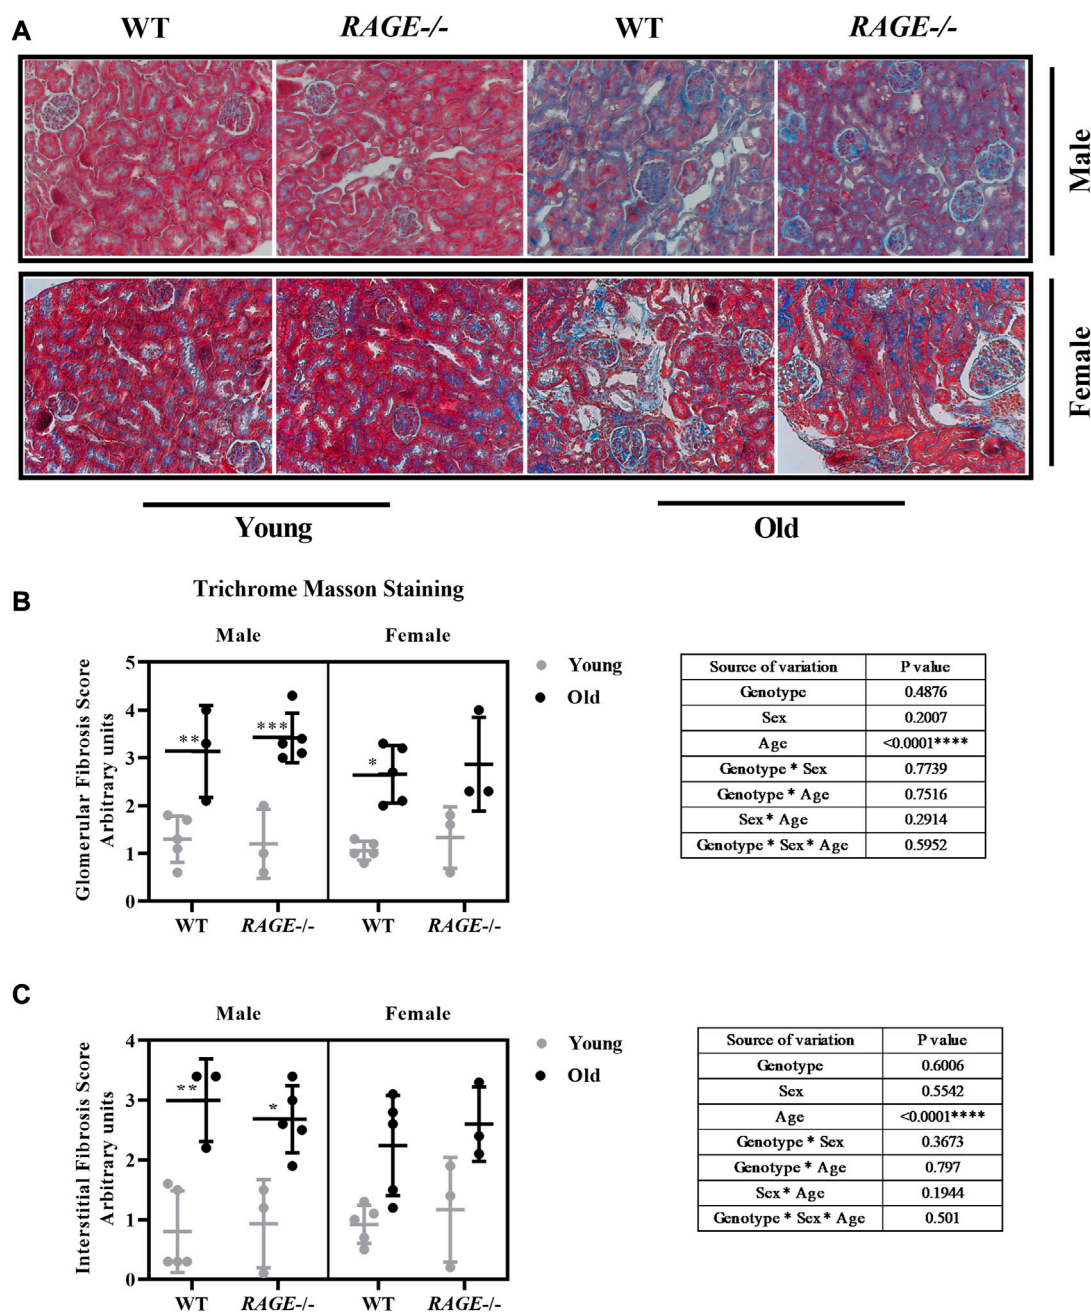 A
WT RAGE-/- WT RAGE-/-
Male
Female
Young Old
B
Trichrome Masson Staining
Male Female
Glomerular Fibrosis Score
Arbitrary units
5
4
3
2
1
0
** *** *
WT RAGE-/- WT RAGE-/-
Young
Old
Source of variation P value
Genotype 0.4876
Sex 0.2007
Age <0.0001****
Genotype * Sex 0.7739
Genotype * Age 0.7516
Sex * Age 0.2914
Genotype * Sex * Age 0.5952
C
Male Female
Interstitial Fibrosis Score
Arbitrary units
4
3
2
1
0
** *
WT RAGE-/- WT RAGE-/-
Young
Old
Source of variation P value
Genotype 0.6006
Sex 0.5542
Age <0.0001****
Genotype * Sex 0.3673
Genotype * Age 0.797
Sex * Age 0.1944
Genotype * Sex * Age 0.501